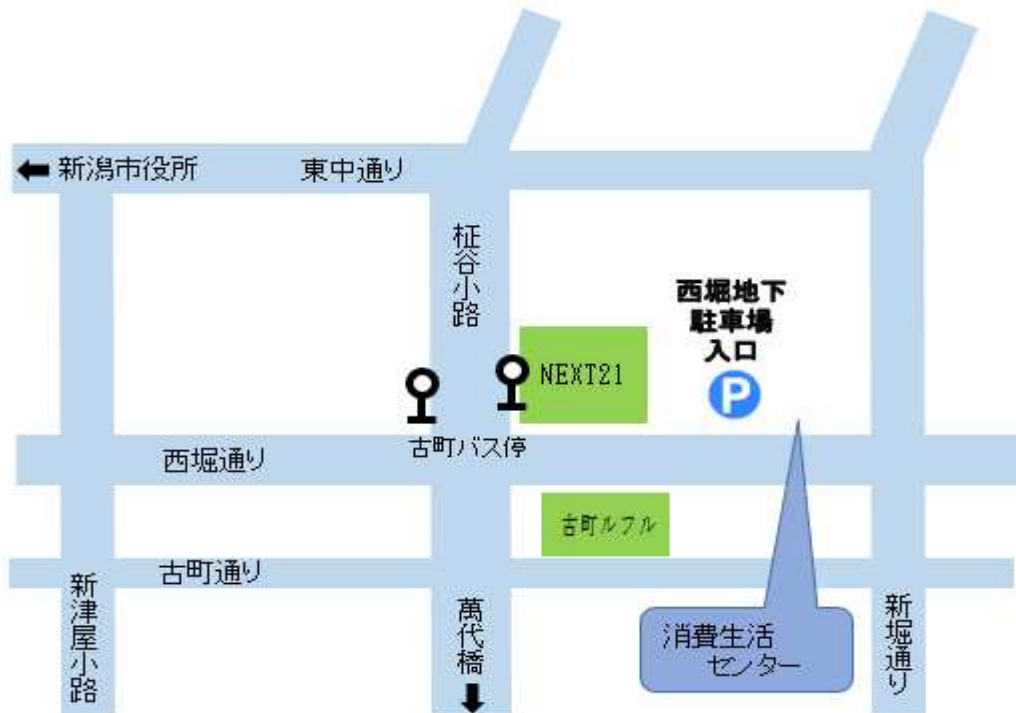 新潟市役所
東中通り
柾谷小路
西堀地下
駐車場
入口
P
NEXT21
古町バス停
西堀通り
古町ルフル
古町通り
新津屋小路
萬代橋
消費生活
センター
新堀通り